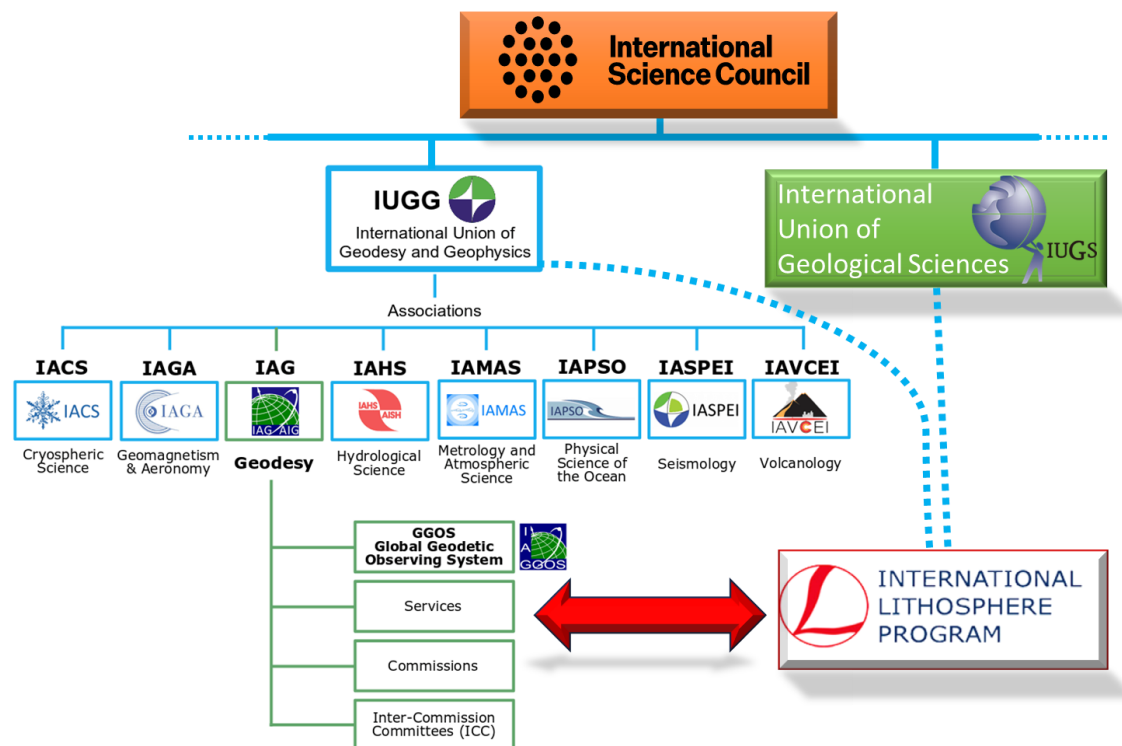 International
Science Council
IUGG
International Union of
Geodesy and Geophysics
International
Union of
Geological Sciences
IUGS
Associations
IACS
IAGA
IAG
IAHS
IAMAS
IAPSO
IASPEI
IAVCEI
IACS
IAGA
IAG AIG
IAHS
AISH
IAMAS
IAPSO
IASPEI
IAVCEI
Cryospheric
Science
Geomagnetism
& Aeronomy
Geodesy
Hydrological
Science
Metrology and
Atmospheric
Science
Physical
Science of
the Ocean
Seismology
Volcanology
GGOS
Global Geodetic
Observing System
I
A
GGOS
Services
Commissions
Inter-Commission
Committees (ICC)
INTERNATIONAL
LITHOSPHERE
PROGRAM